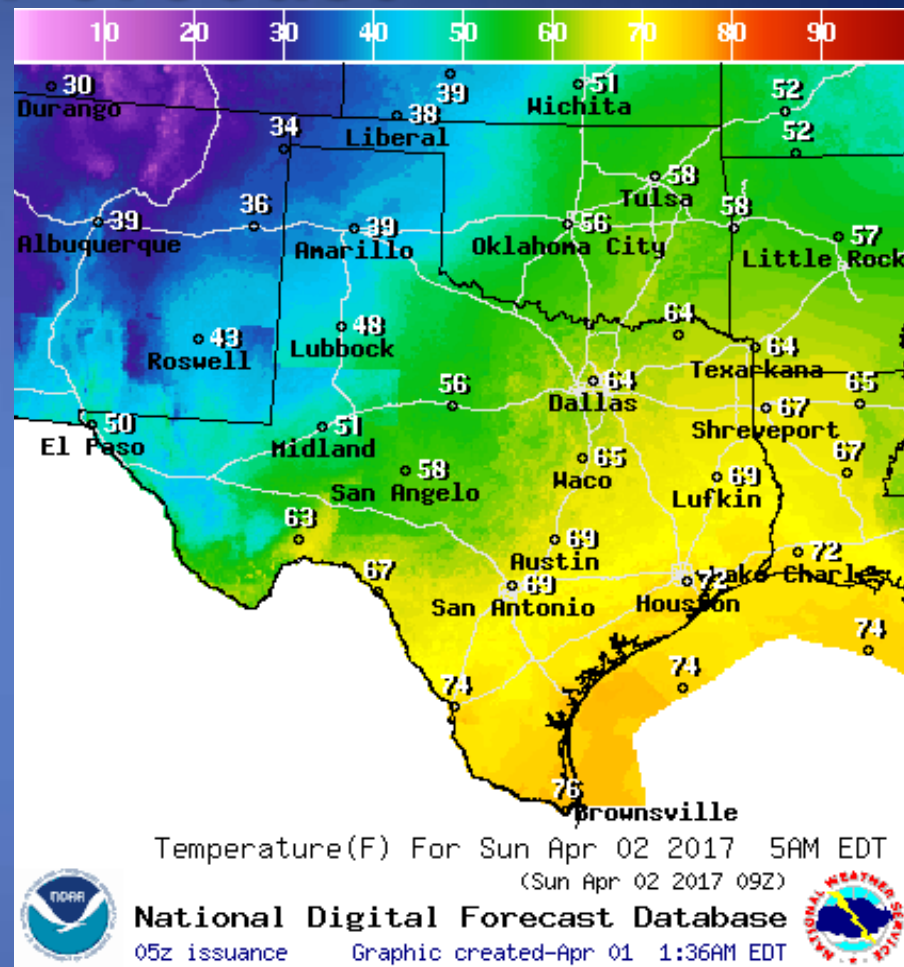 10 20 30 40 50 60 70 80 90
30 39 51 52
Durango Wichita
38
Liberal
34 52
58
Tulsa
39 36 39 56 58 57
Albuquerque Amarillo Oklahoma City Little Rock
43 48 64
Roswell Lubbock 64
Texarkana
56 64 65
Dallas 67
Shreveport
50 51
El Paso Midland
58 65 69 67
San Angelo Waco Lufkin
63 69 72
Austin
67 69 72 Lake Charles
San Antonio Houston
74 74 74
76
Brownsville
Temperature(F) For Sun Apr 02 2017 5AM EDT
(Sun Apr 02 2017 09Z)
NOAA
National Digital Forecast Database
05z issuance Graphic created-Apr 01 1:36AM EDT
NATIONAL WEATHER SERVICE